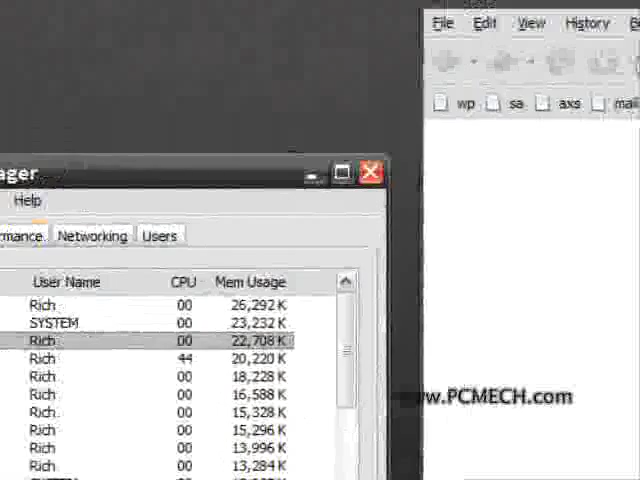 File Edit View History
wp sa axs mail
ager
Help
rmance Networking Users
User Name CPU Mem Usage
Rich 00 26,292 K
SYSTEM 00 23,232 K
Rich 00 22,708 K
Rich 44 20,220 K
Rich 00 18,228 K
Rich 00 16,588 K
Rich 00 15,328 K
Rich 00 15,296 K
Rich 00 13,996 K
Rich 00 13,284 K
w.PCMECH.com